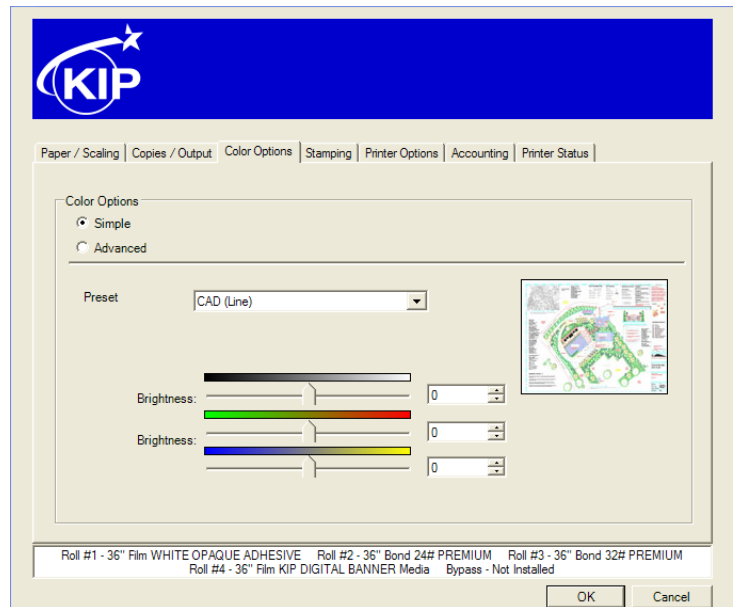 KIP
Paper / Scaling Copies / Output Color Options Stamping Printer Options Accounting Printer Status
Color Options
Simple
Advanced
Preset CAD (Line)
Brightness: 0
Brightness: 0
0
Roll #1 - 36" Film WHITE OPAQUE ADHESIVE Roll #2 - 36" Bond 24# PREMIUM Roll #3 - 36" Bond 32# PREMIUM
Roll #4 - 36" Film KIP DIGITAL BANNER Media Bypass - Not Installed
OK Cancel